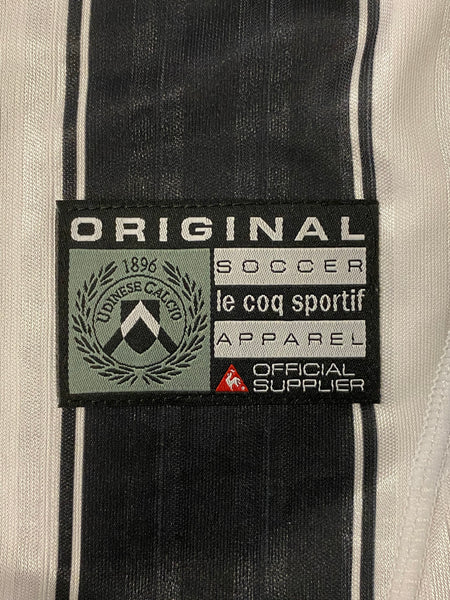 ORIGINAL
1896
UDINESE CALCIO
SOCCER
le coq sportif
APPAREL
OFFICIAL
SUPPLIER